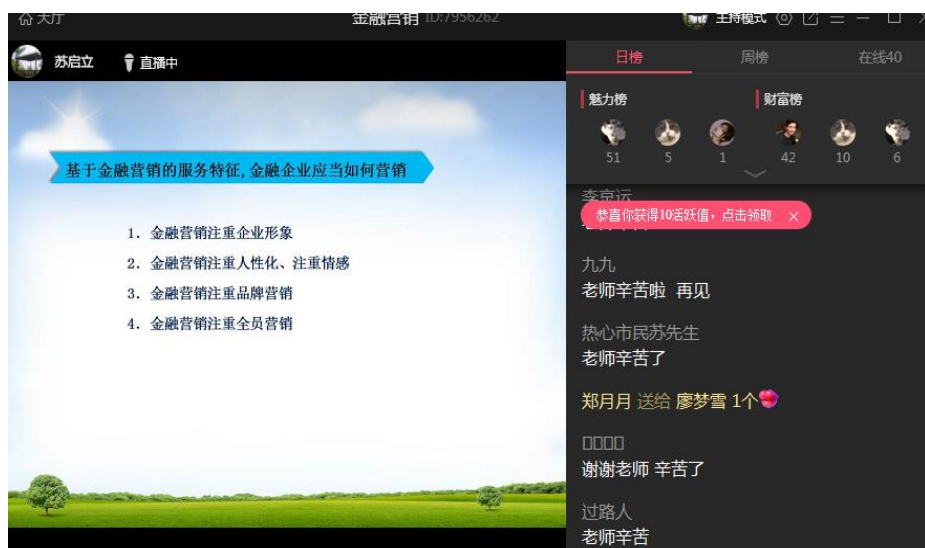 大厅
金融营销 ID:7956262
主持模式
苏启立
直播中
基于金融营销的服务特征,金融企业应当如何营销
1. 金融营销注重企业形象
2. 金融营销注重人性化、注重情感
3. 金融营销注重品牌营销
4. 金融营销注重全员营销
日榜
周榜
在线40
魅力榜
财富榜
51
5
1
42
10
6
李京运
恭喜你获得10活跃值，点击领取
九九
老师辛苦啦 再见
热心市民苏先生
老师辛苦了
郑月月 送给 廖梦雪 1个
谢谢老师 辛苦了
过路人
老师辛苦